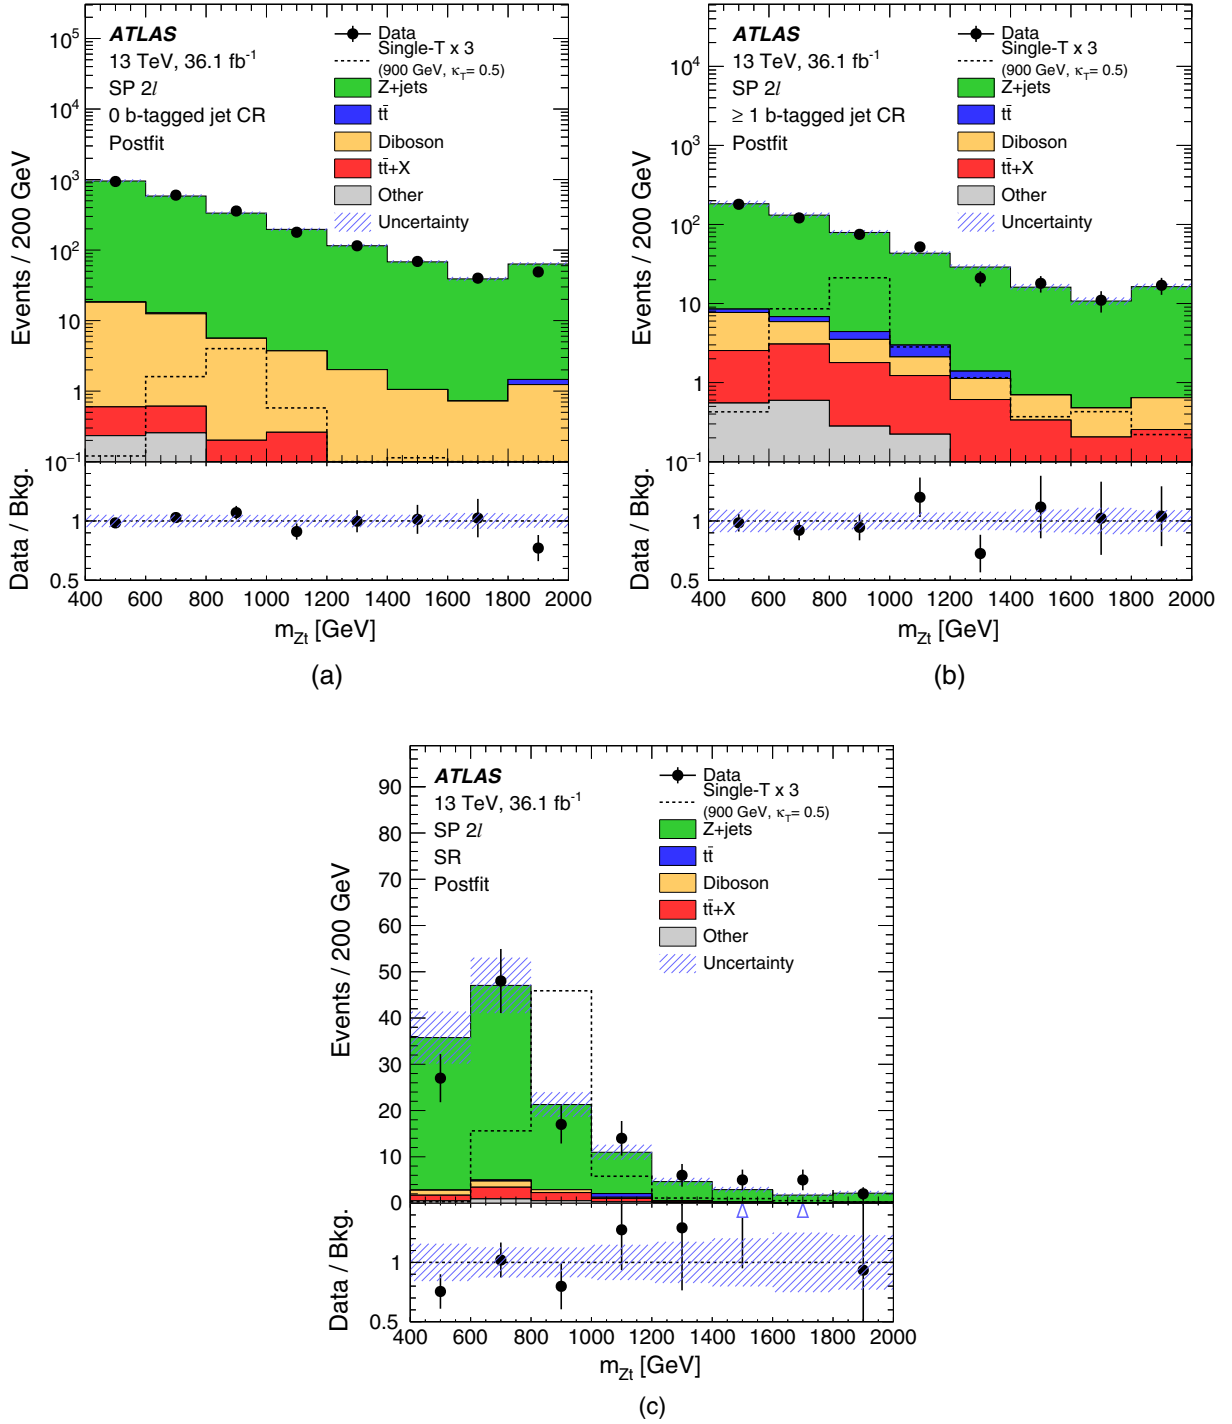 ATLAS
13 TeV, 36.1 fb⁻¹
SP 2l
0 b-tagged jet CR
Postfit
Data
Single-T x 3
(900 GeV, κ_T= 0.5)
Z+jets
tt̄
Diboson
tt̄+X
Other
Uncertainty
Events / 200 GeV
10⁵
10⁴
10³
10²
10
1
10⁻¹
Data / Bkg.
1
0.5
400 600 800 1000 1200 1400 1600 1800 2000
m_Zt [GeV]
(a)
ATLAS
13 TeV, 36.1 fb⁻¹
SP 2l
≥ 1 b-tagged jet CR
Postfit
Data
Single-T x 3
(900 GeV, κ_T= 0.5)
Z+jets
tt̄
Diboson
tt̄+X
Other
Uncertainty
Events / 200 GeV
10⁴
10³
10²
10
1
10⁻¹
Data / Bkg.
1
0.5
400 600 800 1000 1200 1400 1600 1800 2000
m_Zt [GeV]
(b)
ATLAS
13 TeV, 36.1 fb⁻¹
SP 2l
SR
Postfit
Data
Single-T x 3
(900 GeV, κ_T= 0.5)
Z+jets
tt̄
Diboson
tt̄+X
Other
Uncertainty
Events / 200 GeV
90
80
70
60
50
40
30
20
10
0
Data / Bkg.
1
0.5
400 600 800 1000 1200 1400 1600 1800 2000
m_Zt [GeV]
(c)